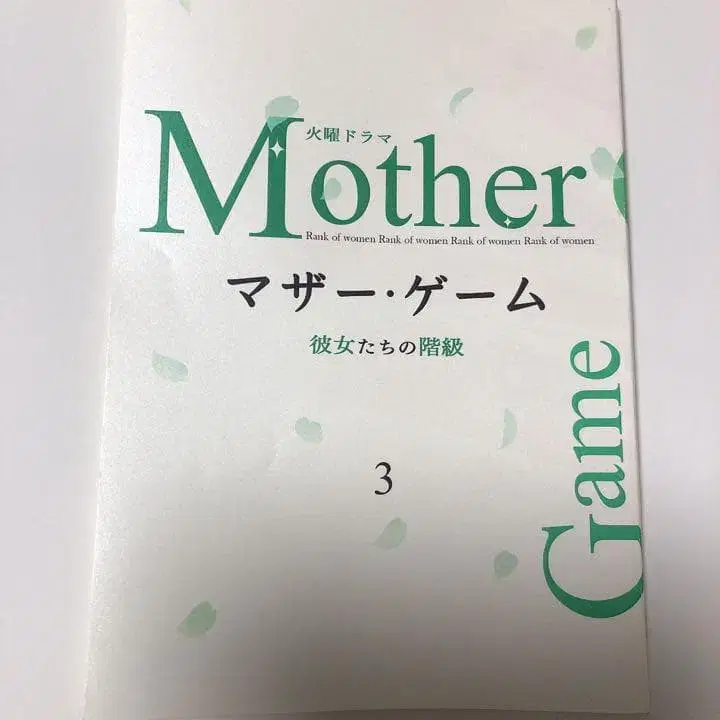 火曜ドラマ
Mother
Rank of women Rank of women Rank of women Rank of women
マザー・ゲーム
彼女たちの階級
3
Game